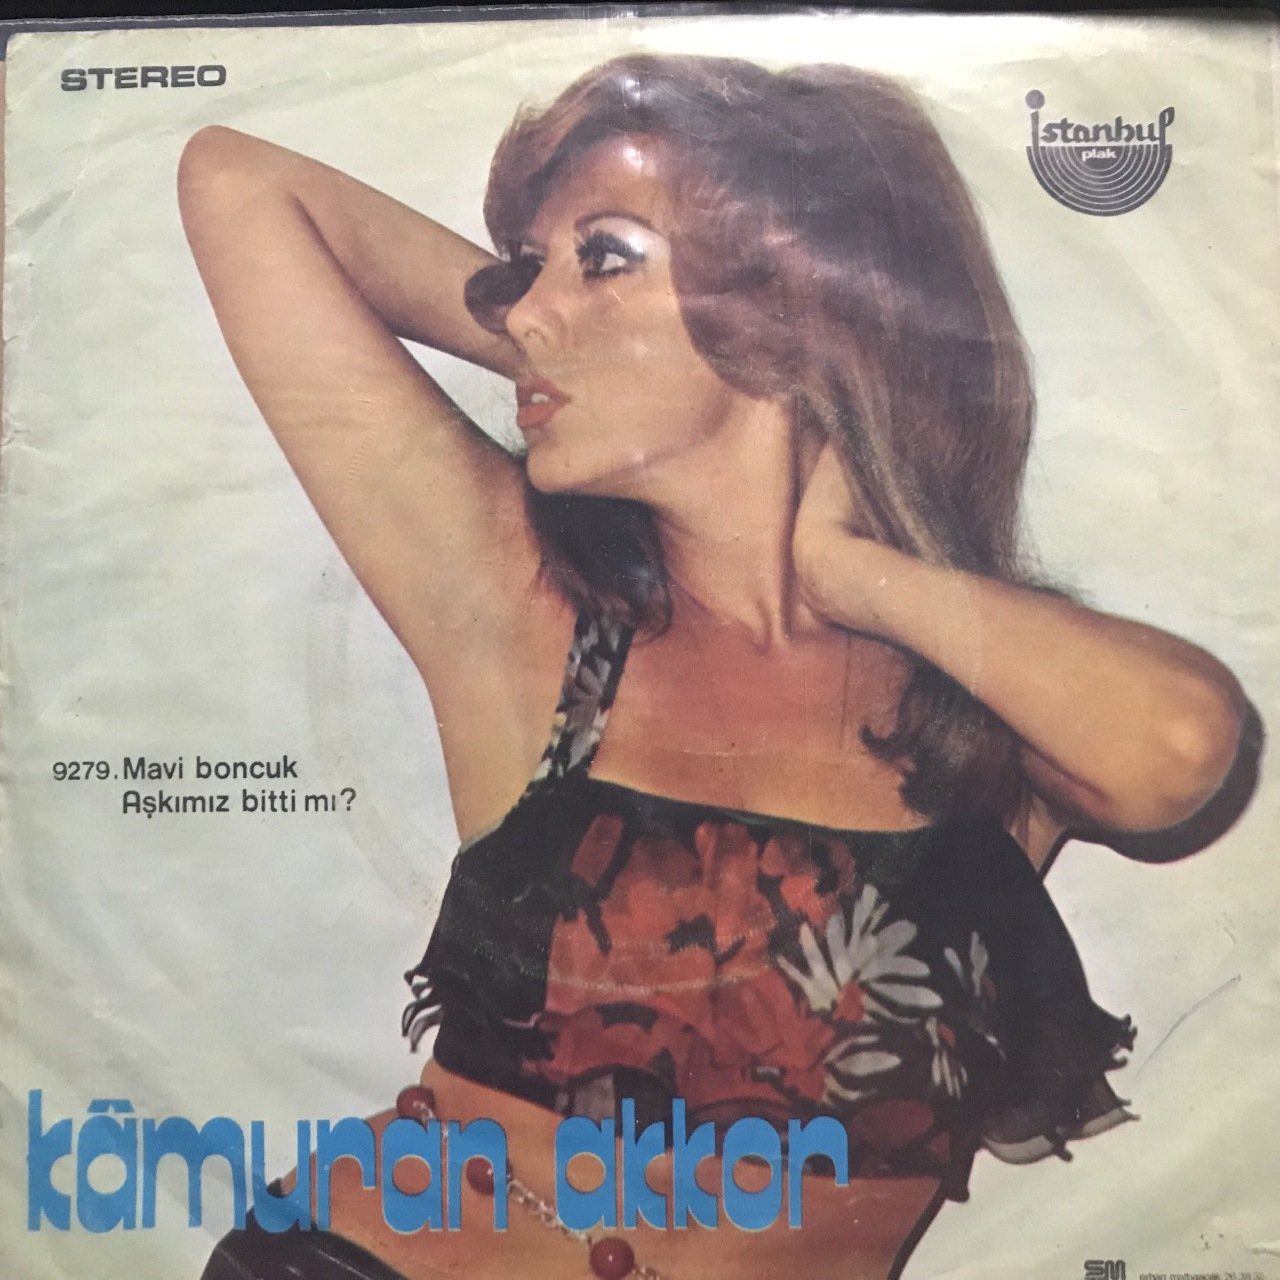 STEREO
istanbul
plak
9279. Mavi boncuk
Aşkımız bitti mı?
kâmuran akkor
SM